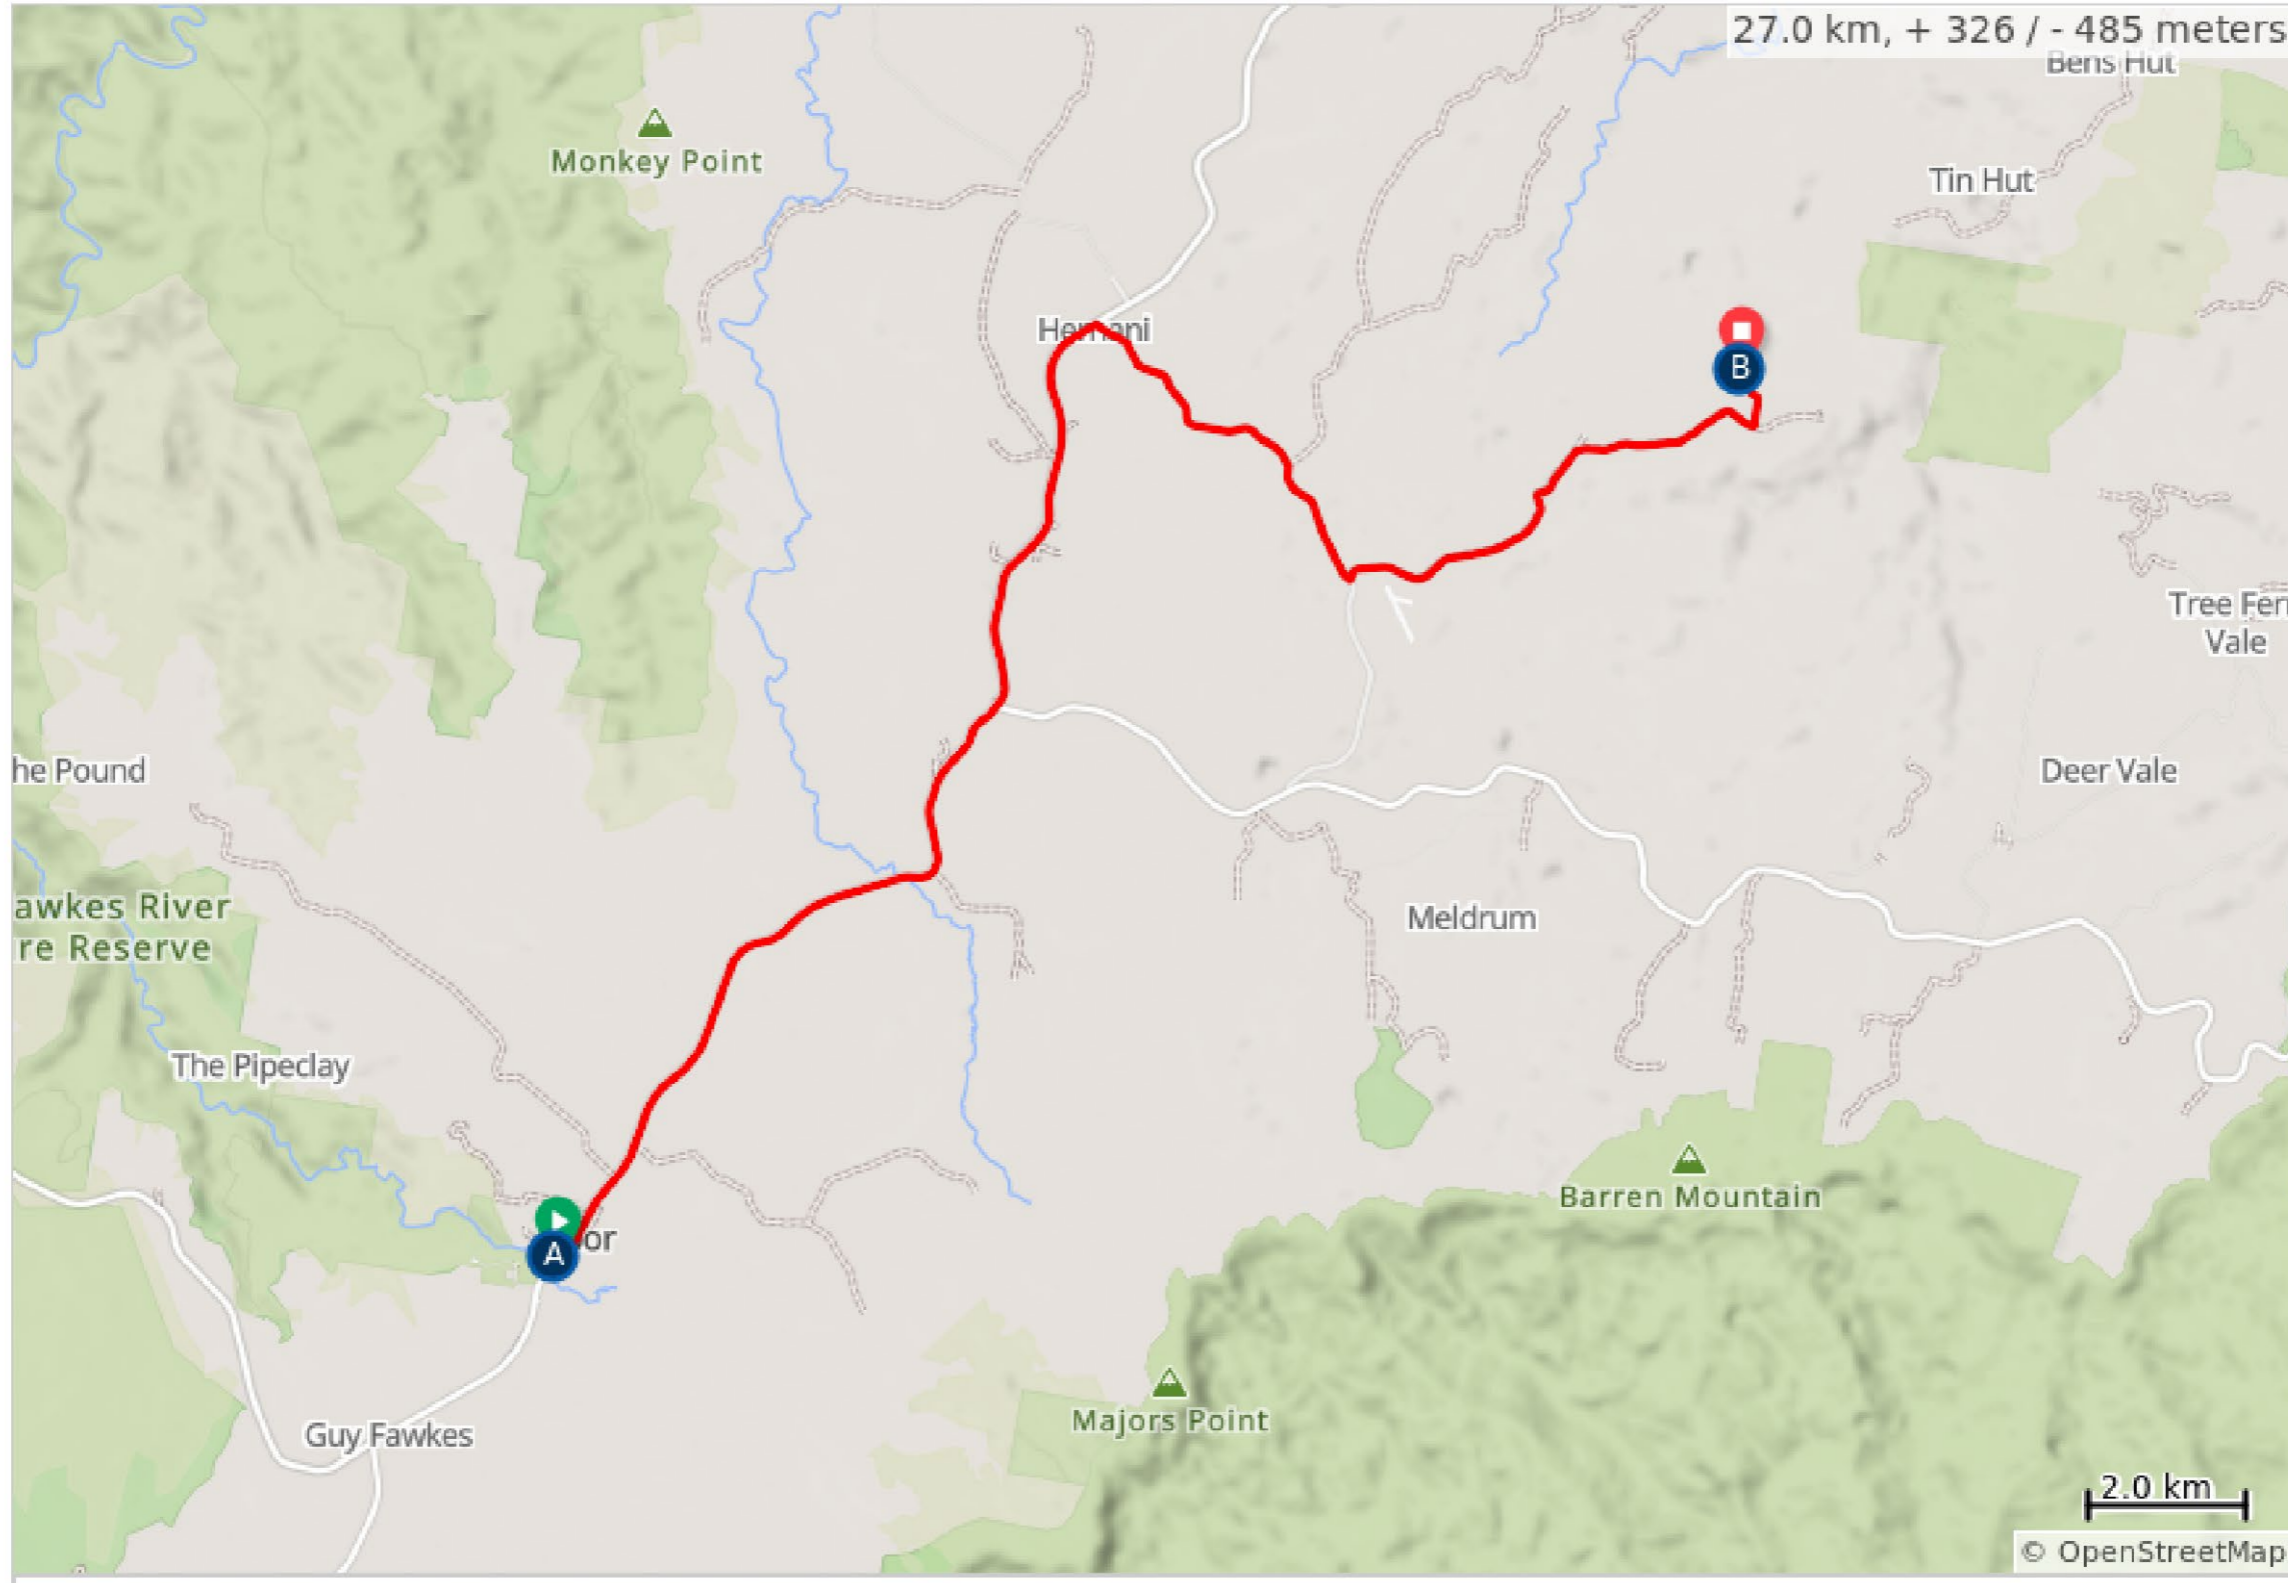 27.0 km, + 326 / - 485 meters
Bens Hut
Monkey Point
Tin Hut
B
Tree Fern
Vale
he Pound
Deer Vale
awkes River
re Reserve
Meldrum
The Pipeclay
Barren Mountain
or
A
Majors Point
Guy Fawkes
2.0 km
© OpenStreetMap